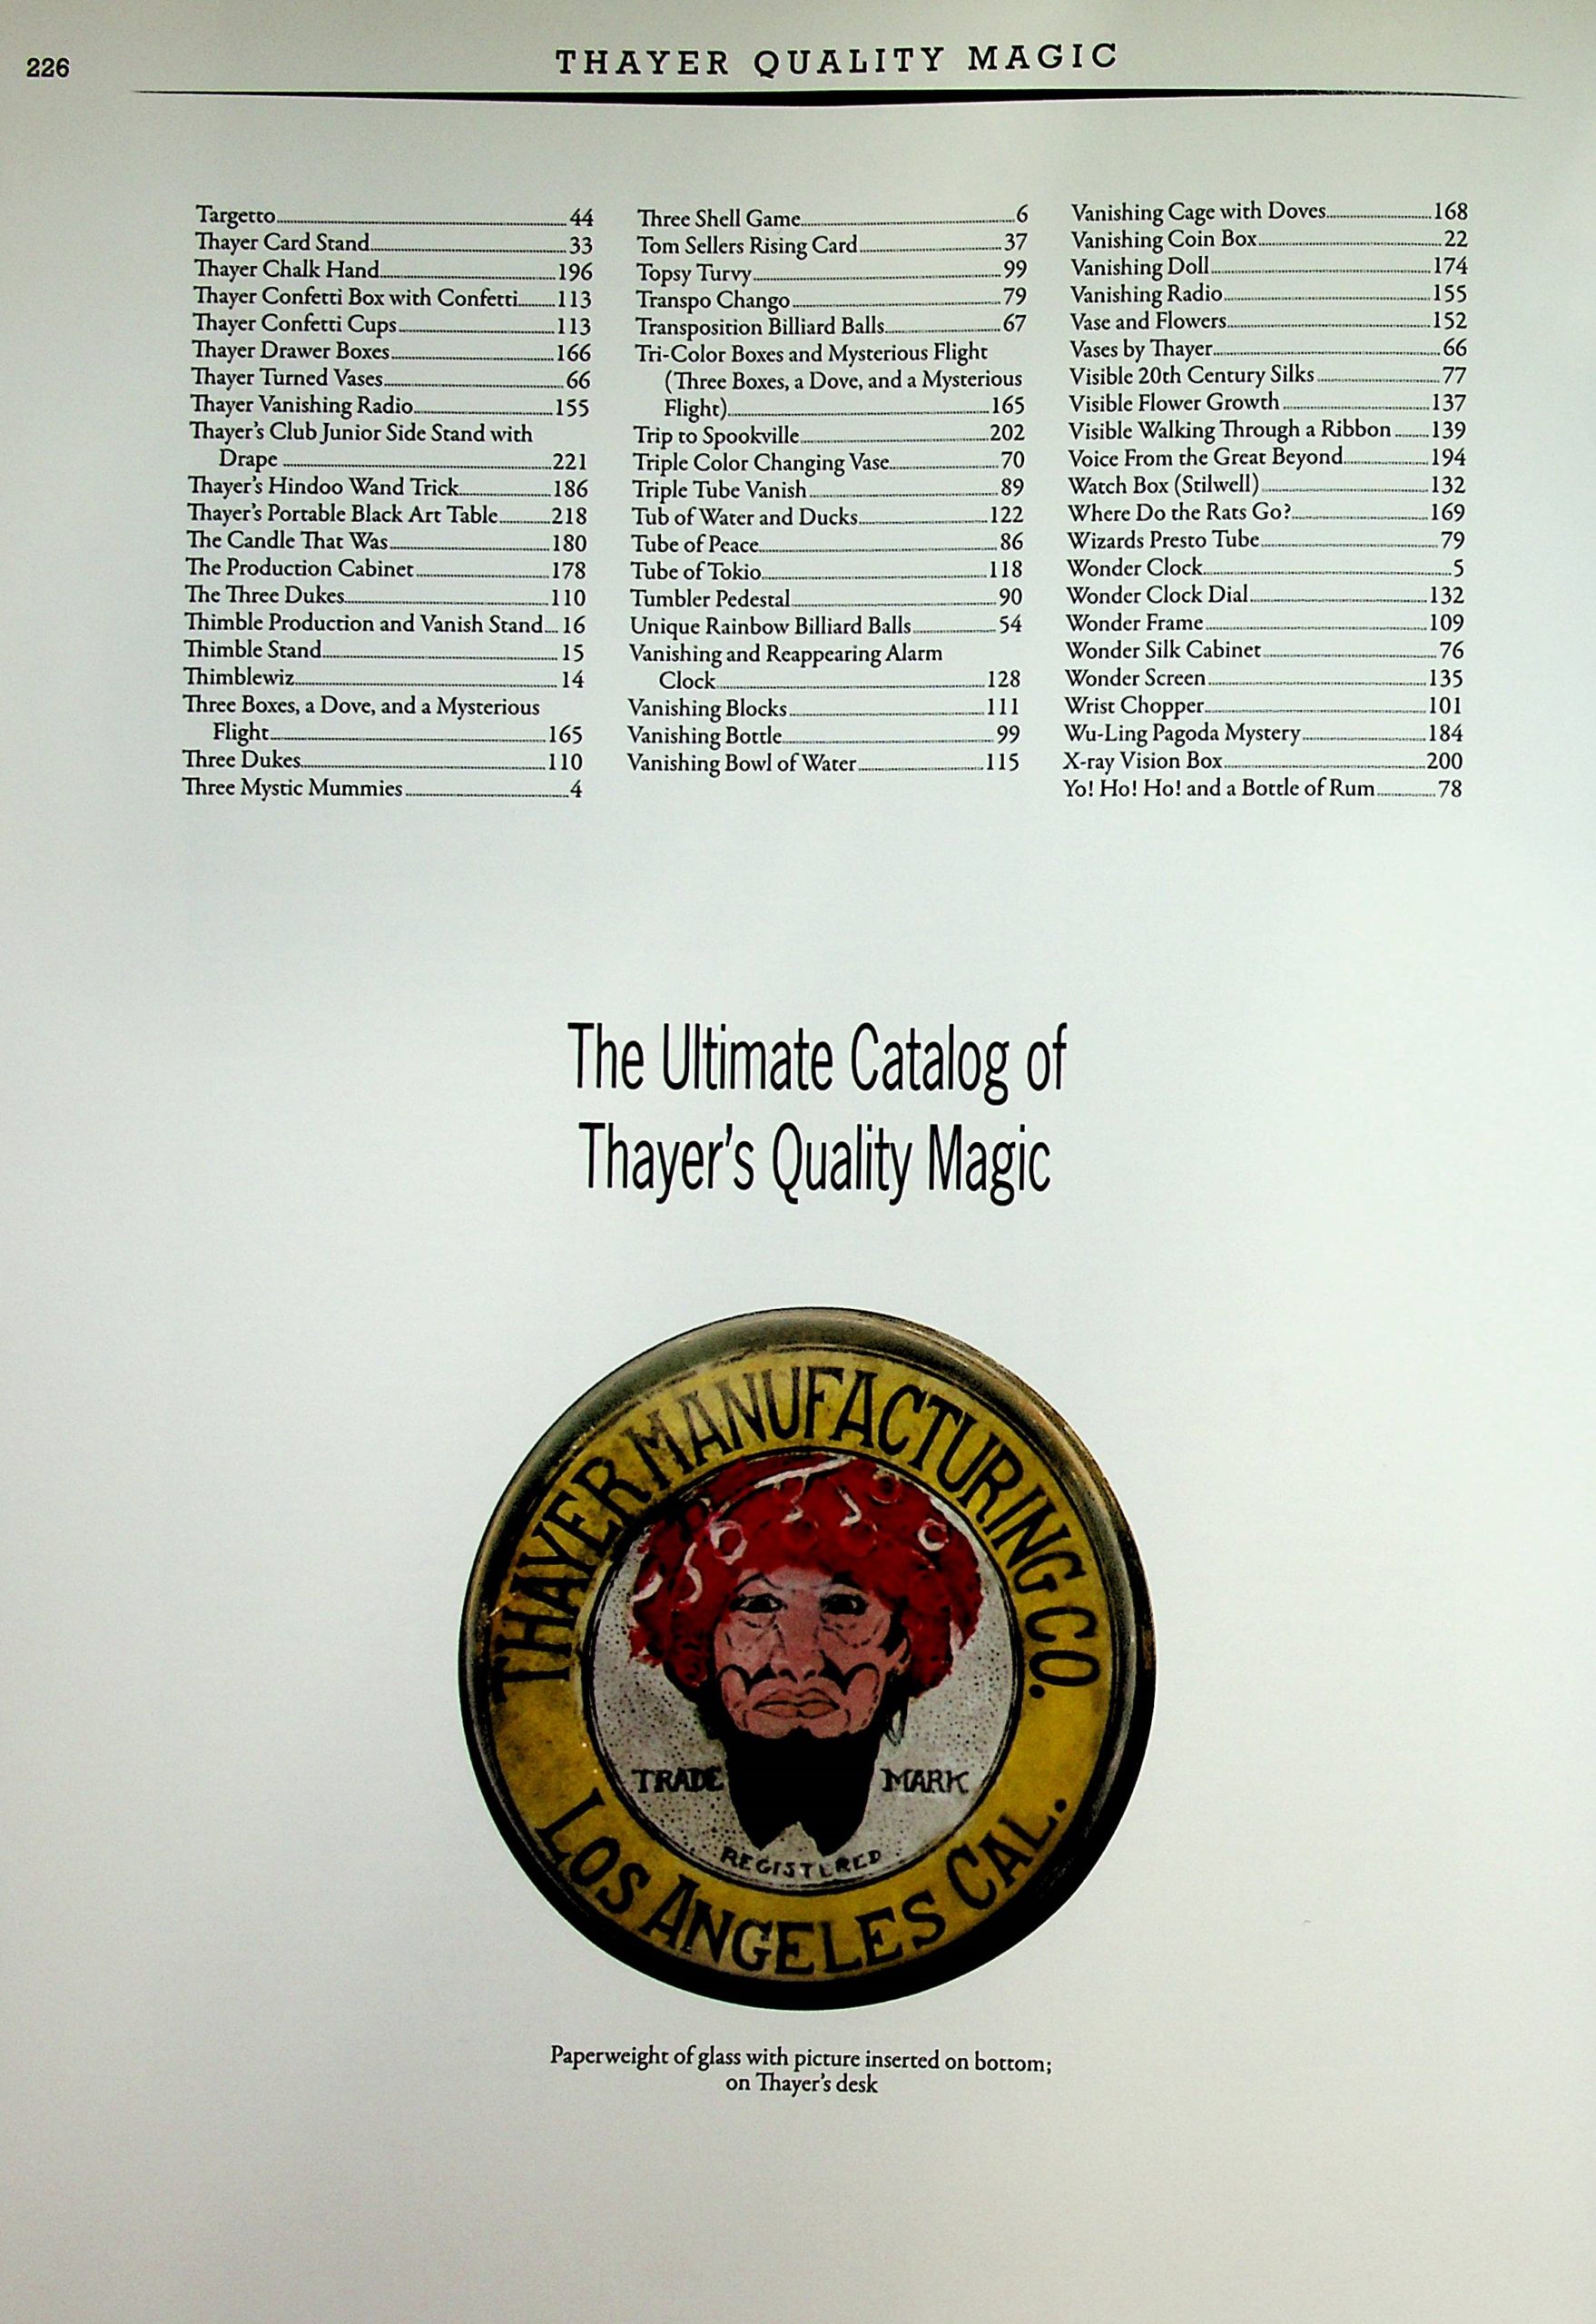 226
THAYER QUALITY MAGIC
Targetto 44
Thayer Card Stand 33
Thayer Chalk Hand 196
Thayer Confetti Box with Confetti 113
Thayer Confetti Cups 113
Thayer Drawer Boxes 166
Thayer Turned Vases 66
Thayer Vanishing Radio 155
Thayer's Club Junior Side Stand with
Drape 221
Thayer's Hindoo Wand Trick 186
Thayer's Portable Black Art Table 218
The Candle That Was 180
The Production Cabinet 178
The Three Dukes 110
Thimble Production and Vanish Stand 16
Thimble Stand 15
Thimblewiz 14
Three Boxes, a Dove, and a Mysterious
Flight 165
Three Dukes 110
Three Mystic Mummies 4
Three Shell Game 6
Tom Sellers Rising Card 37
Topsy Turvy 99
Transpo Chango 79
Transposition Billiard Balls 67
Tri-Color Boxes and Mysterious Flight
(Three Boxes, a Dove, and a Mysterious
Flight) 165
Trip to Spookville 202
Triple Color Changing Vase 70
Triple Tube Vanish 89
Tub of Water and Ducks 122
Tube of Peace 86
Tube of Tokio 118
Tumbler Pedestal 90
Unique Rainbow Billiard Balls 54
Vanishing and Reappearing Alarm
Clock 128
Vanishing Blocks 111
Vanishing Bottle 99
Vanishing Bowl of Water 115
Vanishing Cage with Doves 168
Vanishing Coin Box 22
Vanishing Doll 174
Vanishing Radio 155
Vase and Flowers 152
Vases by Thayer 66
Visible 20th Century Silks 77
Visible Flower Growth 137
Visible Walking Through a Ribbon 139
Voice From the Great Beyond 194
Watch Box (Stilwell) 132
Where Do the Rats Go? 169
Wizards Presto Tube 79
Wonder Clock 5
Wonder Clock Dial 132
Wonder Frame 109
Wonder Silk Cabinet 76
Wonder Screen 135
Wrist Chopper 101
Wu-Ling Pagoda Mystery 184
X-ray Vision Box 200
Yo! Ho! Ho! and a Bottle of Rum 78
The Ultimate Catalog of
Thayer's Quality Magic
THAYER MANUFACTURING CO.
TRADE MARK
REGISTERED
LOS ANGELES CAL.
Paperweight of glass with picture inserted on bottom;
on Thayer's desk